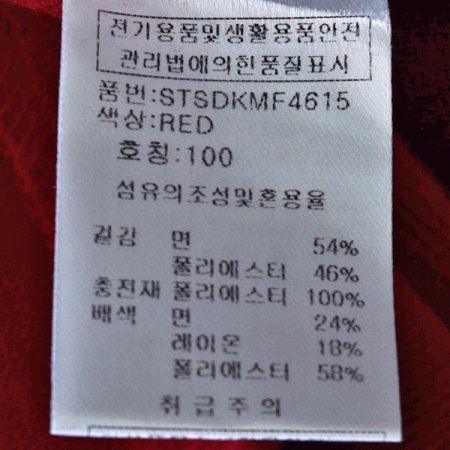 전기용품및생활용품안전
관리법에의한품질표시
품번:STSDKMF4615
색상:RED
호칭:100
섬유의조성및혼용율
겉감 면 54%
폴리에스터 46%
충전재 폴리에스터 100%
배색 면 24%
레이온 18%
폴리에스터 58%
취급주의